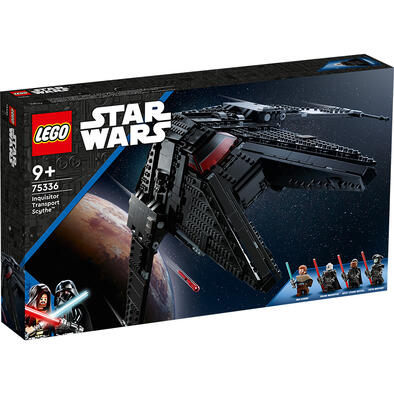 LEGO
STAR
WARS
9+
75336
Inquisitor
Transport
Scythe™